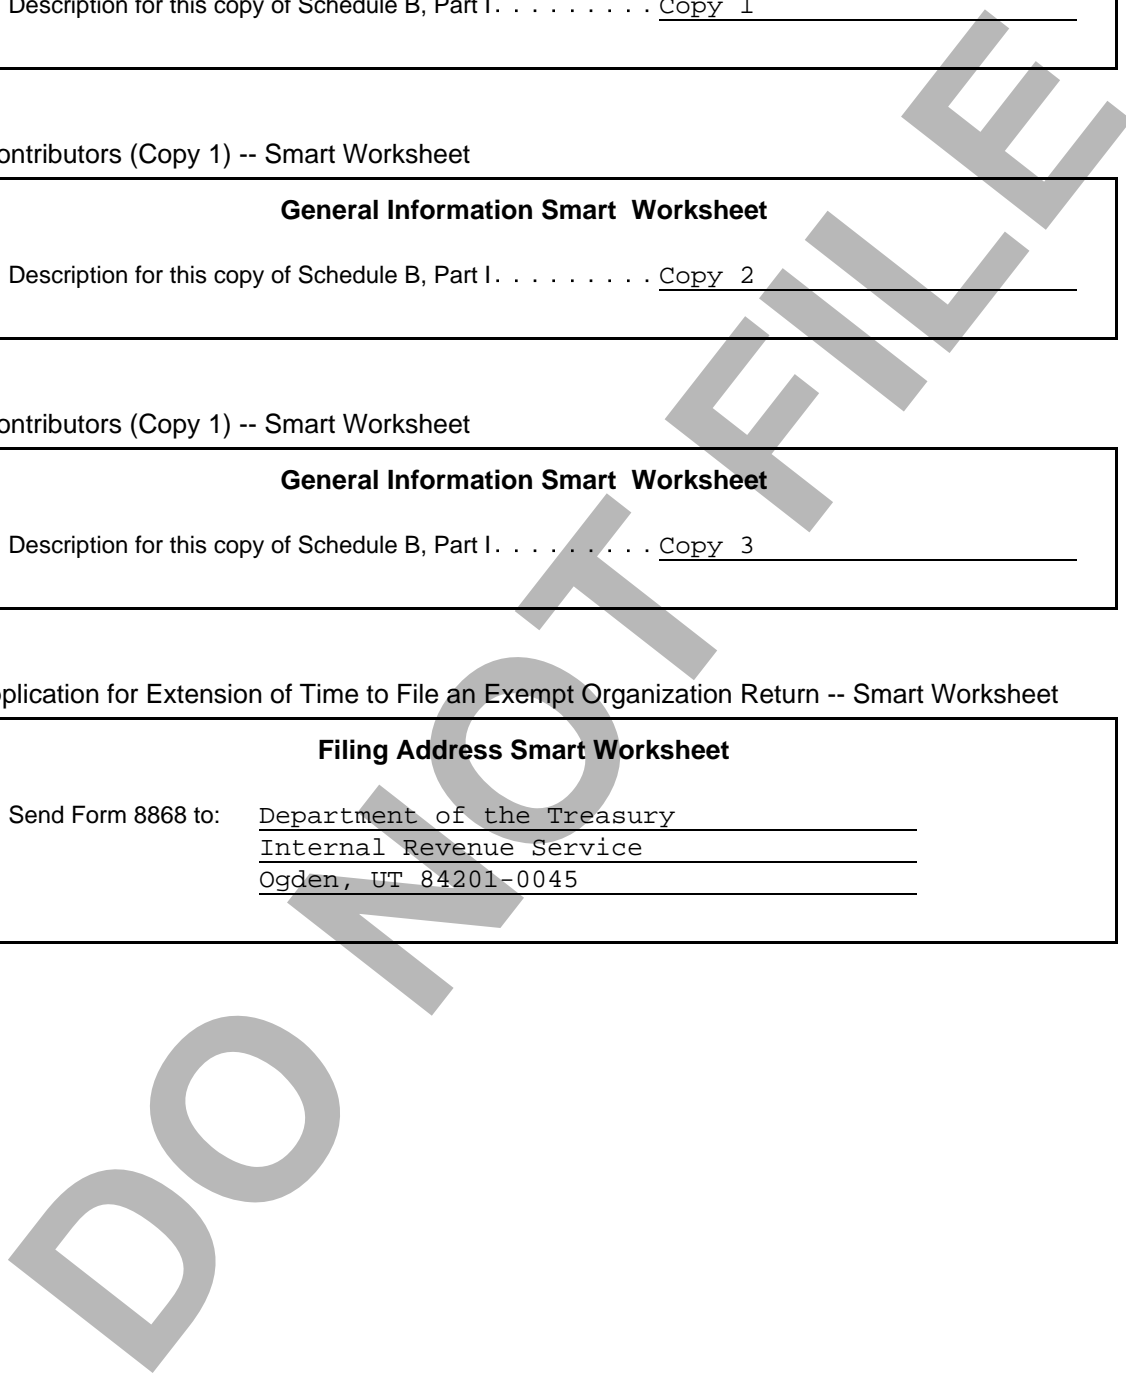 Description for this copy of Schedule B, Part I. . . . . . . . . Copy 1
ontributors (Copy 1) -- Smart Worksheet
General Information Smart Worksheet
Description for this copy of Schedule B, Part I. . . . . . . . . Copy 2
ontributors (Copy 1) -- Smart Worksheet
General Information Smart Worksheet
Description for this copy of Schedule B, Part I. . . . . . . . . Copy 3
plication for Extension of Time to File an Exempt Organization Return -- Smart Worksheet
Filing Address Smart Worksheet
Send Form 8868 to: Department of the Treasury
Internal Revenue Service
Ogden, UT 84201-0045
DO NOT FILE